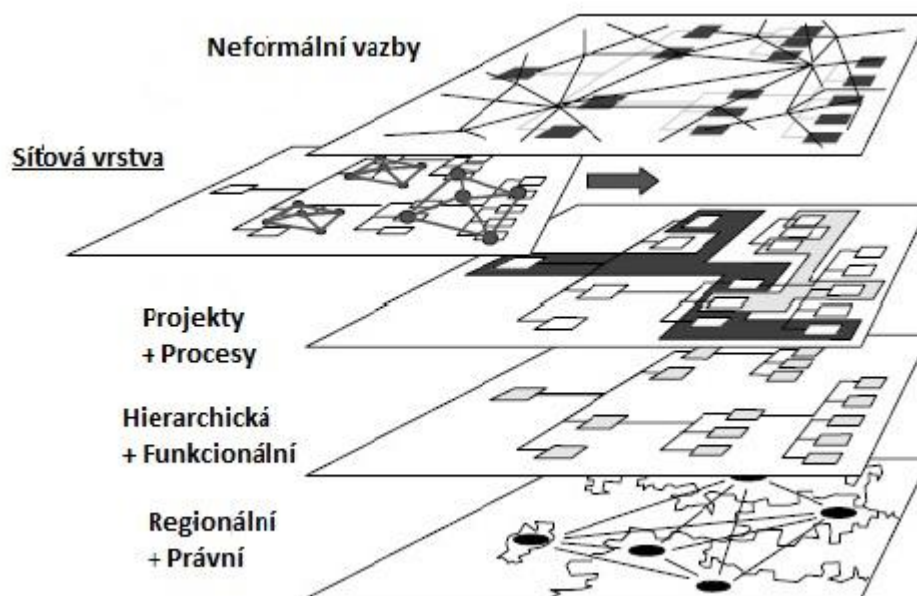 Neformální vazby
Síťová vrstva
Projekty
+ Procesy
Hierarchická
+ Funkcionální
Regionální
+ Právní